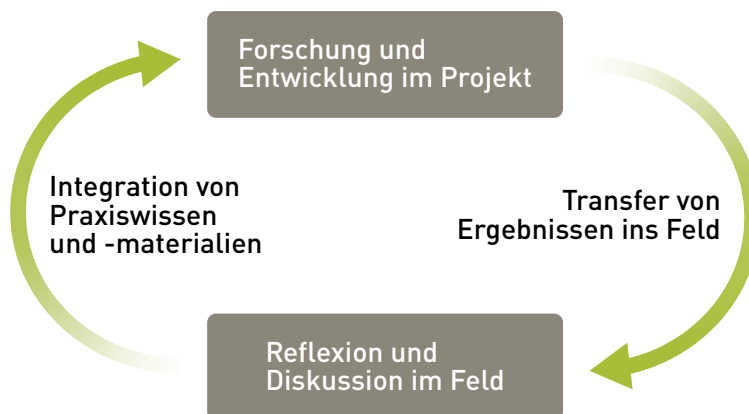 Forschung und
Entwicklung im Projekt
Integration von
Praxiswissen
und -materialien
Transfer von
Ergebnissen ins Feld
Reflexion und
Diskussion im Feld